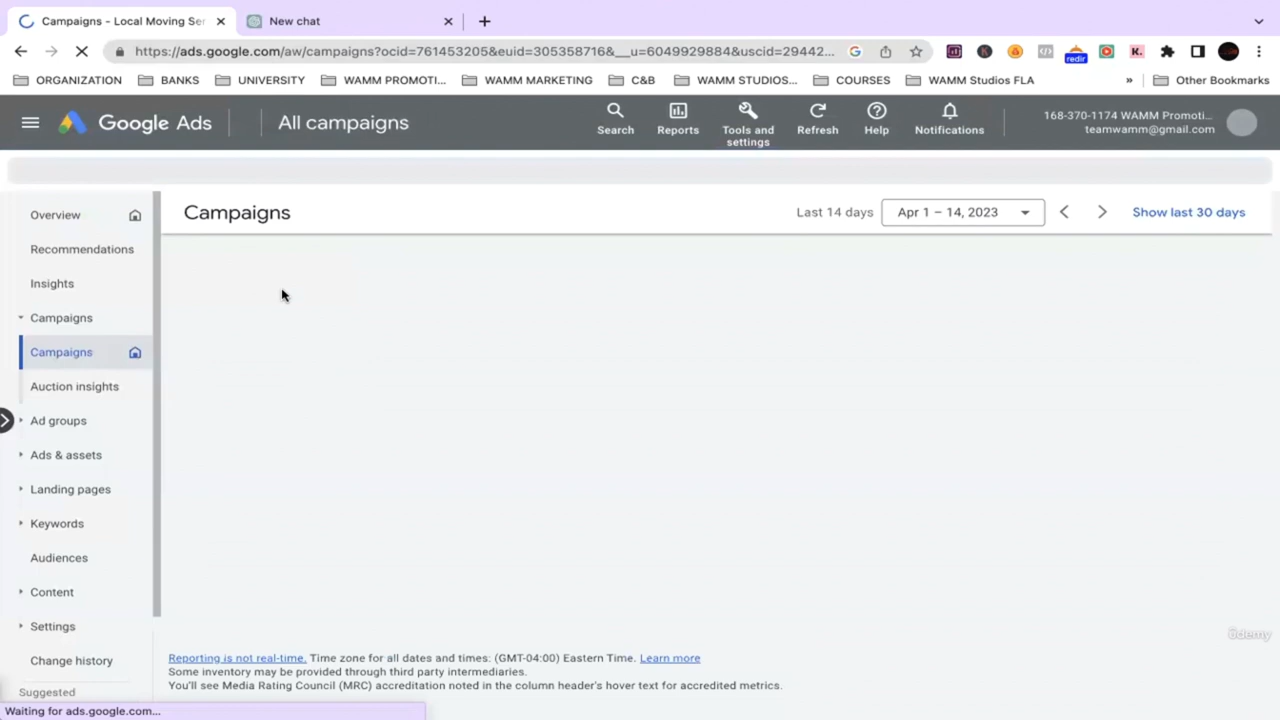 Campaigns - Local Moving Ser
New chat
https://ads.google.com/aw/campaigns?ocid=761453205&euid=305358716&__u=6049929884&uscid=29442...
ORGANIZATION
BANKS
UNIVERSITY
WAMM PROMOTI...
WAMM MARKETING
C&B
WAMM STUDIOS...
COURSES
WAMM Studios FLA
»
Other Bookmarks
redir
K.
Google Ads
All campaigns
Search
Reports
Tools and settings
Refresh
Help
Notifications
168-370-1174 WAMM Promoti...
teamwamm@gmail.com
Campaigns
Last 14 days
Apr 1 – 14, 2023
Show last 30 days
Overview
Recommendations
Insights
Campaigns
Campaigns
Auction insights
Ad groups
Ads & assets
Landing pages
Keywords
Audiences
Content
Settings
Change history
Suggested
Reporting is not real-time. Time zone for all dates and times: (GMT-04:00) Eastern Time. Learn more
Some inventory may be provided through third party intermediaries.
You'll see Media Rating Council (MRC) accreditation noted in the column header's hover text for accredited metrics.
ûdemy
Waiting for ads.google.com...